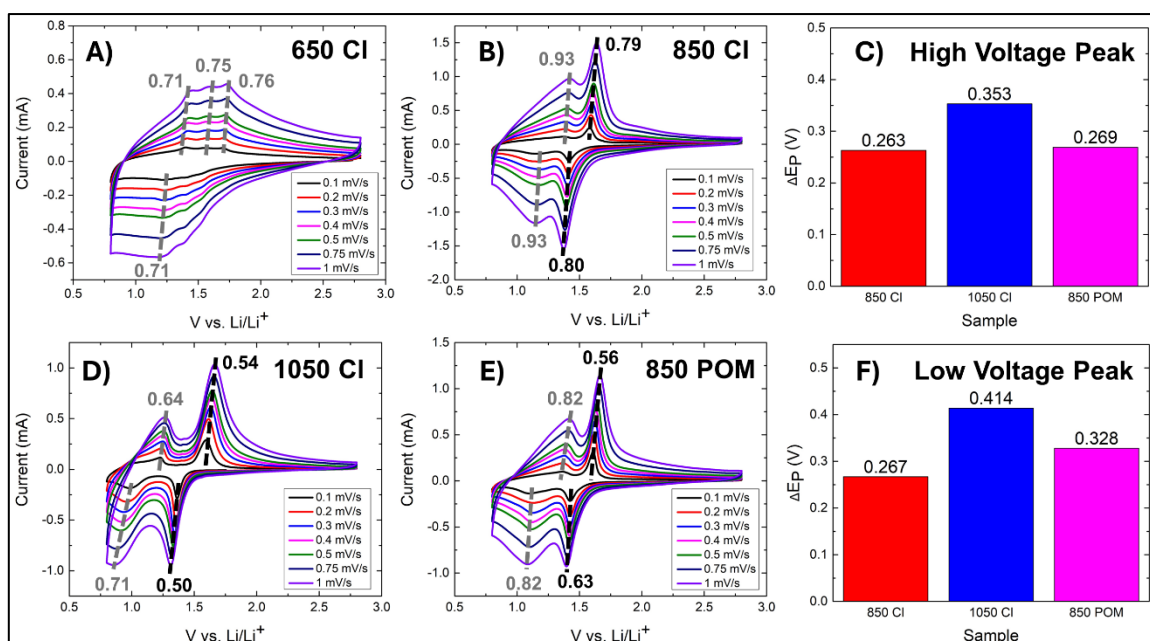 A) 650 CI
0.71
0.75
0.76
0.71
Current (mA)
0.6
0.4
0.2
0.0
-0.2
-0.4
-0.6
0.5 1.0 1.5 2.0 2.5 3.0
V vs. Li/Li+
0.1 mV/s
0.2 mV/s
0.3 mV/s
0.4 mV/s
0.5 mV/s
0.75 mV/s
1 mV/s
B) 850 CI
0.93
0.79
0.93
0.80
Current (mA)
1.5
1.0
0.5
0.0
-0.5
-1.0
-1.5
-2.0
0.5 1.0 1.5 2.0 2.5 3.0
V vs. Li/Li+
0.1 mV/s
0.2 mV/s
0.3 mV/s
0.4 mV/s
0.5 mV/s
0.75 mV/s
1 mV/s
C) High Voltage Peak
0.263
0.353
0.269
ΔEP (V)
0.5
0.4
0.3
0.2
0.1
0.0
850 CI 1050 CI 850 POM
Sample
D) 1050 CI
0.64
0.54
0.71
0.50
Current (mA)
1.0
0.5
0.0
-0.5
-1.0
0.5 1.0 1.5 2.0 2.5 3.0
V vs. Li/Li+
0.1 mV/s
0.2 mV/s
0.3 mV/s
0.4 mV/s
0.5 mV/s
0.75 mV/s
1 mV/s
E) 850 POM
0.82
0.56
0.82
0.63
Current (mA)
1.5
1.0
0.5
0.0
-0.5
-1.0
0.5 1.0 1.5 2.0 2.5 3.0
V vs. Li/Li+
0.1 mV/s
0.2 mV/s
0.3 mV/s
0.4 mV/s
0.5 mV/s
0.75 mV/s
1 mV/s
F) Low Voltage Peak
0.267
0.414
0.328
ΔEP (V)
0.5
0.4
0.3
0.2
0.1
0.0
850 CI 1050 CI 850 POM
Sample